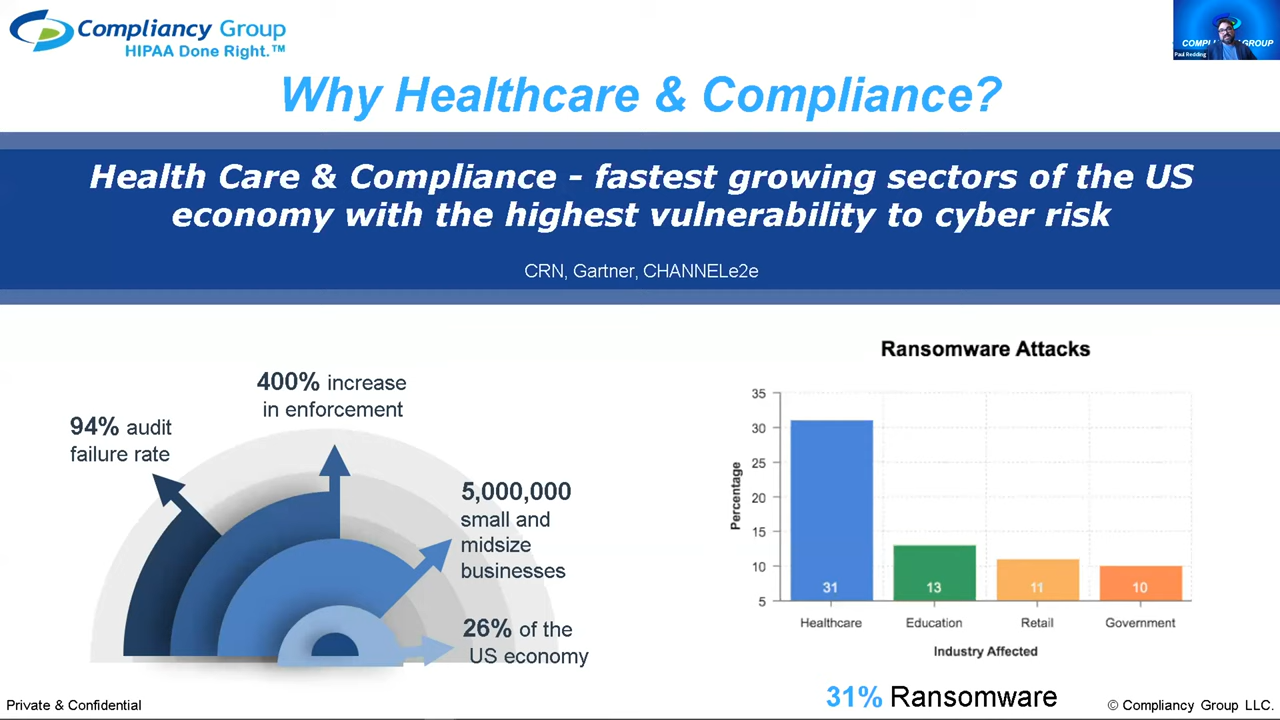 Compliancy Group
HIPAA Done Right.™
COMPL GROUP
Paul Redding
Why Healthcare & Compliance?
Health Care & Compliance - fastest growing sectors of the US
economy with the highest vulnerability to cyber risk
CRN, Gartner, CHANNELe2e
94% audit
failure rate
400% increase
in enforcement
5,000,000
small and
midsize
businesses
26% of the
US economy
Ransomware Attacks
Percentage
35
30
25
20
15
10
5
31
13
11
10
Healthcare
Education
Retail
Government
Industry Affected
31% Ransomware
Private & Confidential
© Compliancy Group LLC.